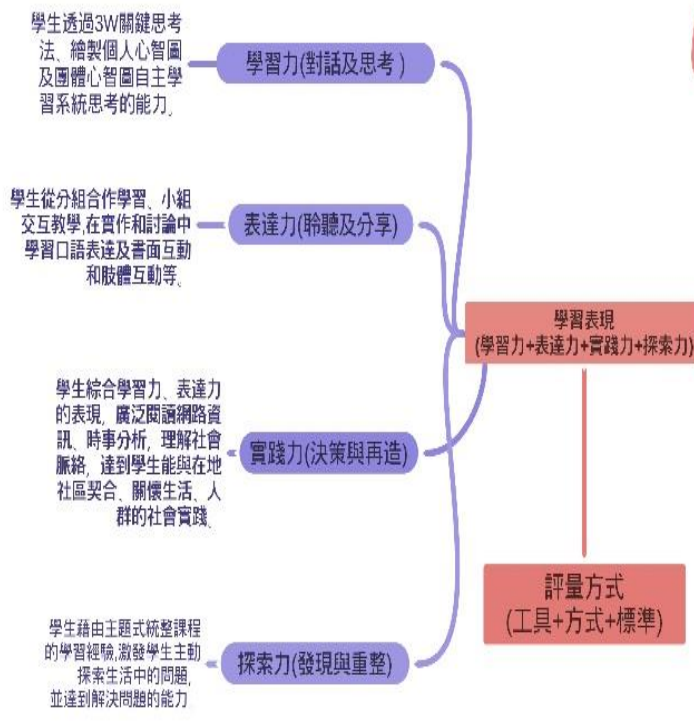 學生透過3W關鍵思考
法、繪製個人心智圖
及團體心智圖自主學
習系統思考的能力。
學習力(對話及思考 )
學生從分組合作學習、小組
交互教學,在實作和討論中
學習口語表達及書面互動
和肢體互動等。
表達力(聆聽及分享)
學習表現
(學習力+表達力+實踐力+探索力)
學生綜合學習力、表達力
的表現，廣泛閱讀網路資
訊、時事分析，理解社會
脈絡，達到學生能與在地
社區契合、關懷生活、人
群的社會實踐。
實踐力(決策與再造)
評量方式
(工具+方式+標準)
學生藉由主題式統整課程
的學習經驗,激發學生主動
探索生活中的問題,
並達到解決問題的能力
探索力(發現與重整)